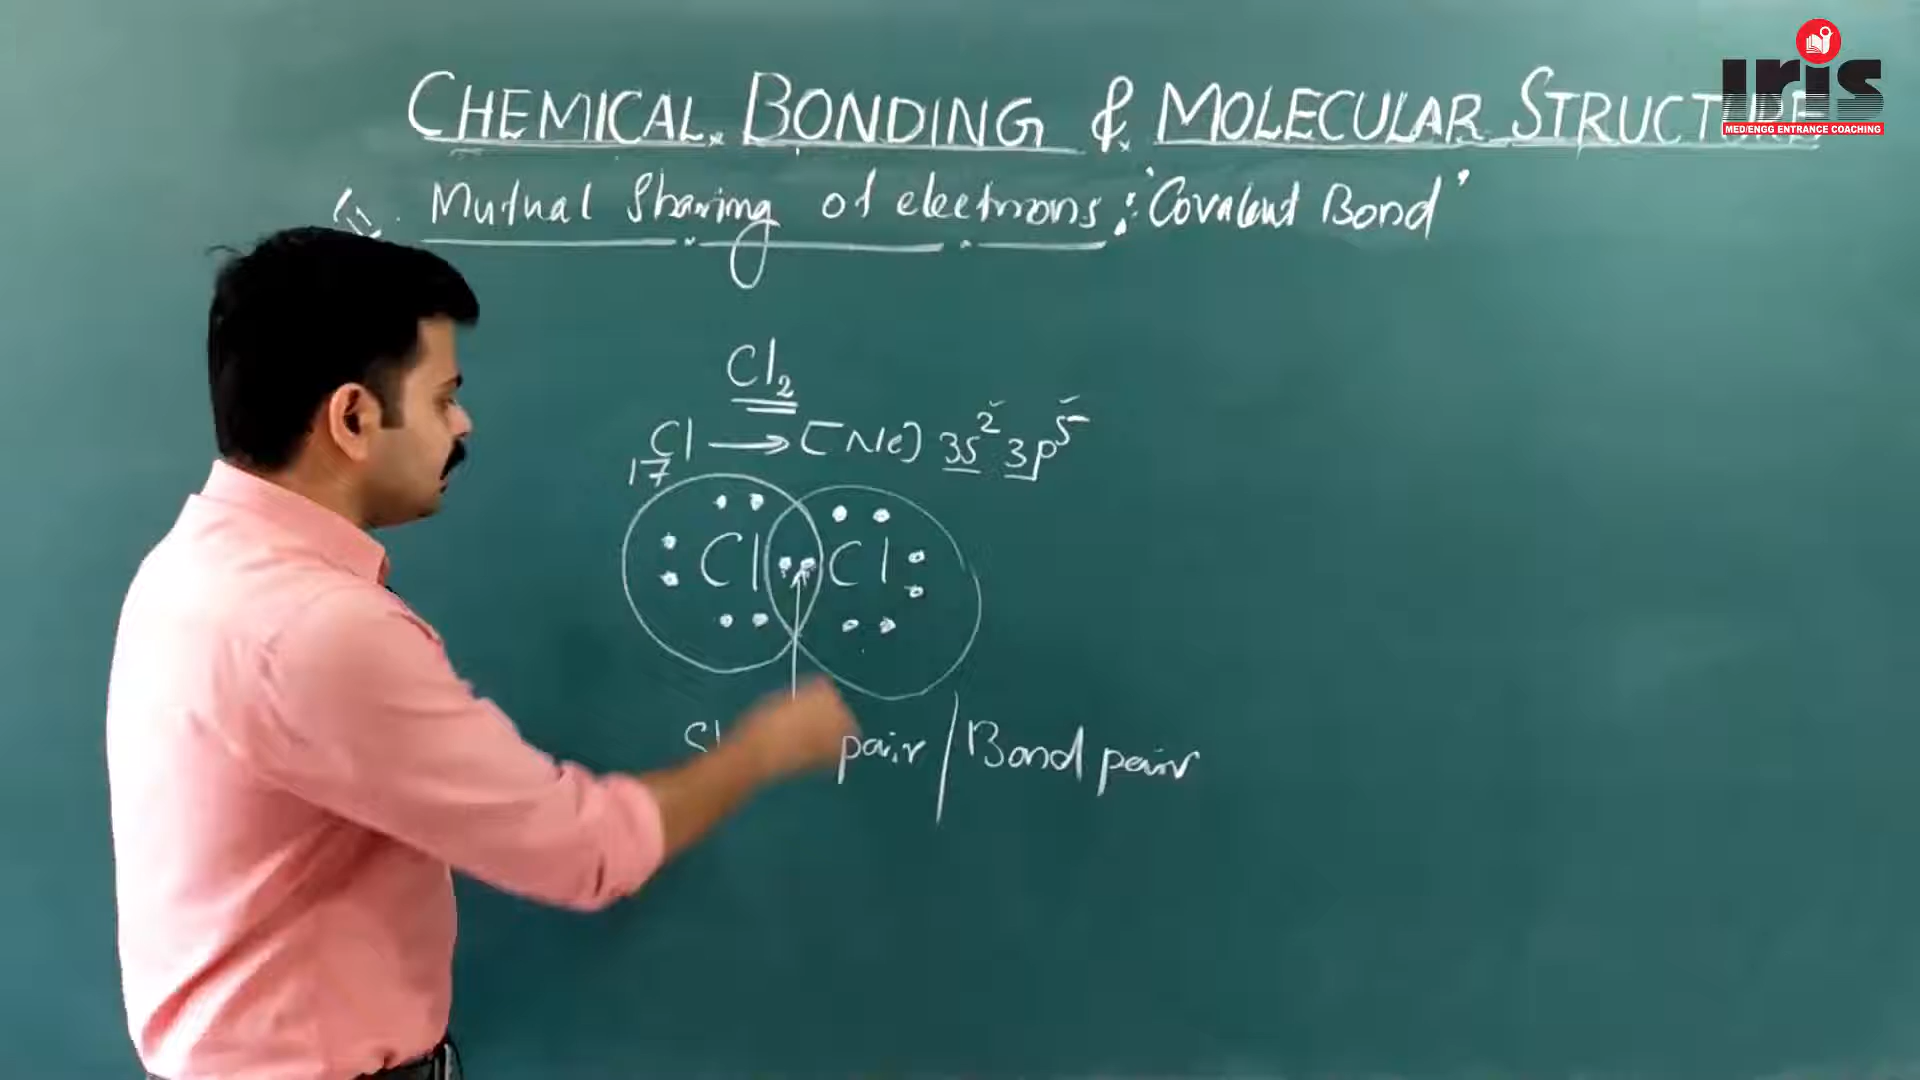 CHEMICAL BONDING & MOLECULAR STRUCTURE
Iris
MED/ENGG ENTRANCE COACHING
Mutual Sharing of electrons : 'Covalent Bond'
Cl₂
₁₇Cl → [Ne] 3s² 3p⁵
Cl Cl
pair / Bond pair